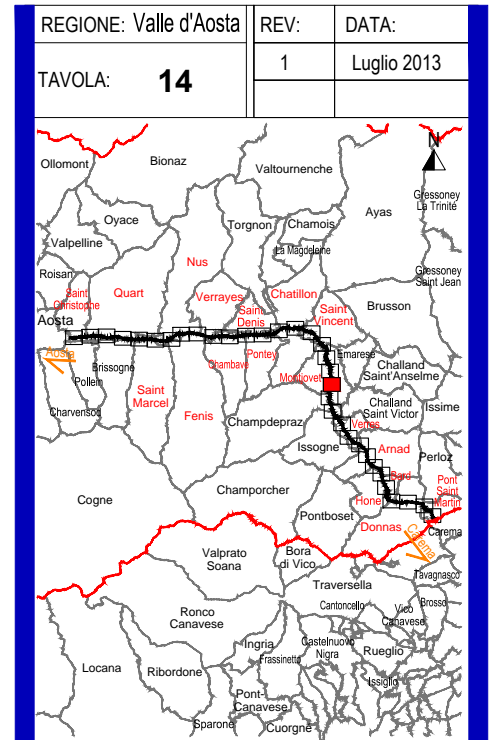 REGIONE: Valle d'Aosta
REV:
DATA:
TAVOLA: 14
1
Luglio 2013
N
Ollomont
Bionaz
Valtournenche
Gressoney
La Trinité
Ayas
Oyace
Torgnon
Chamois
Valpelline
La Magdeleine
Nus
Roisan
Gressoney
Saint Jean
Saint
Christophe
Quart
Verrayes
Chatillon
Saint
Denis
Saint
Vincent
Brusson
Aosta
Aosta
Brissogne
Pollein
Chambave
Pontey
Emarese
Challand
Saint'Anselme
Montjovet
Saint
Marcel
Fenis
Charvensod
Champdepraz
Challand
Saint Victor
Issime
Verres
Issogne
Arnad
Perloz
Bard
Pont
Saint
Martin
Cogne
Champorcher
Hone
Pontboset
Donnas
Carema
Carema
Valprato
Soana
Bora
di Vico
Tavagnasco
Traversella
Ronco
Canavese
Cantoncello
Vico
Canavese
Brosso
Ingria
Castelnuovo
Nigra
Rueglio
Frassinetto
Locana
Ribordone
Issiglio
Pont-
Canavese
Sparone
Cuorgne